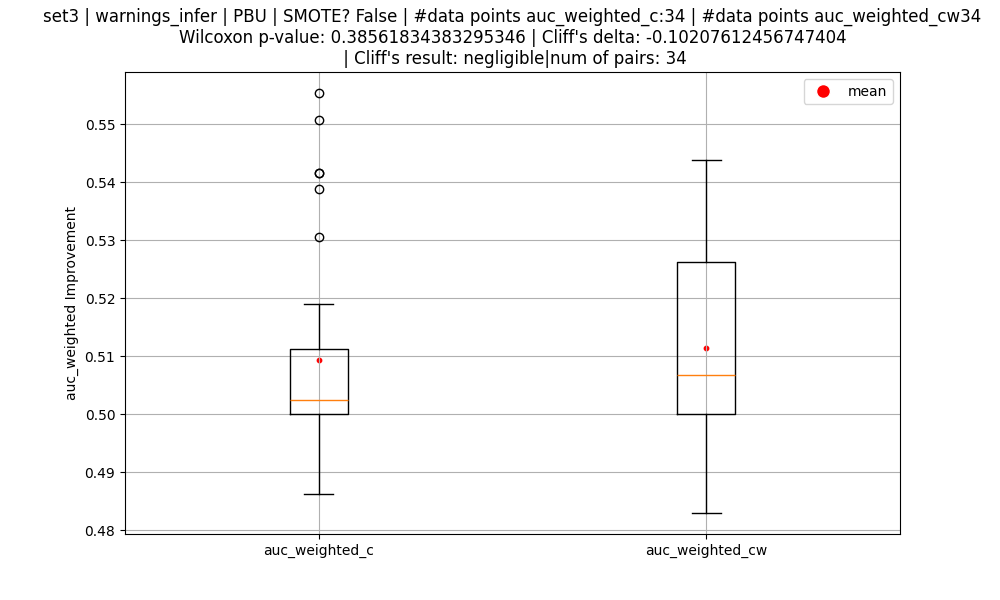 set3 | warnings_infer | PBU | SMOTE? False | #data points auc_weighted_c:34 | #data points auc_weighted_cw34
Wilcoxon p-value: 0.38561834383295346 | Cliff's delta: -0.10207612456747404
| Cliff's result: negligible|num of pairs: 34
mean
0.55
0.54
0.53
0.52
0.51
0.50
0.49
0.48
auc_weighted Improvement
auc_weighted_c
auc_weighted_cw